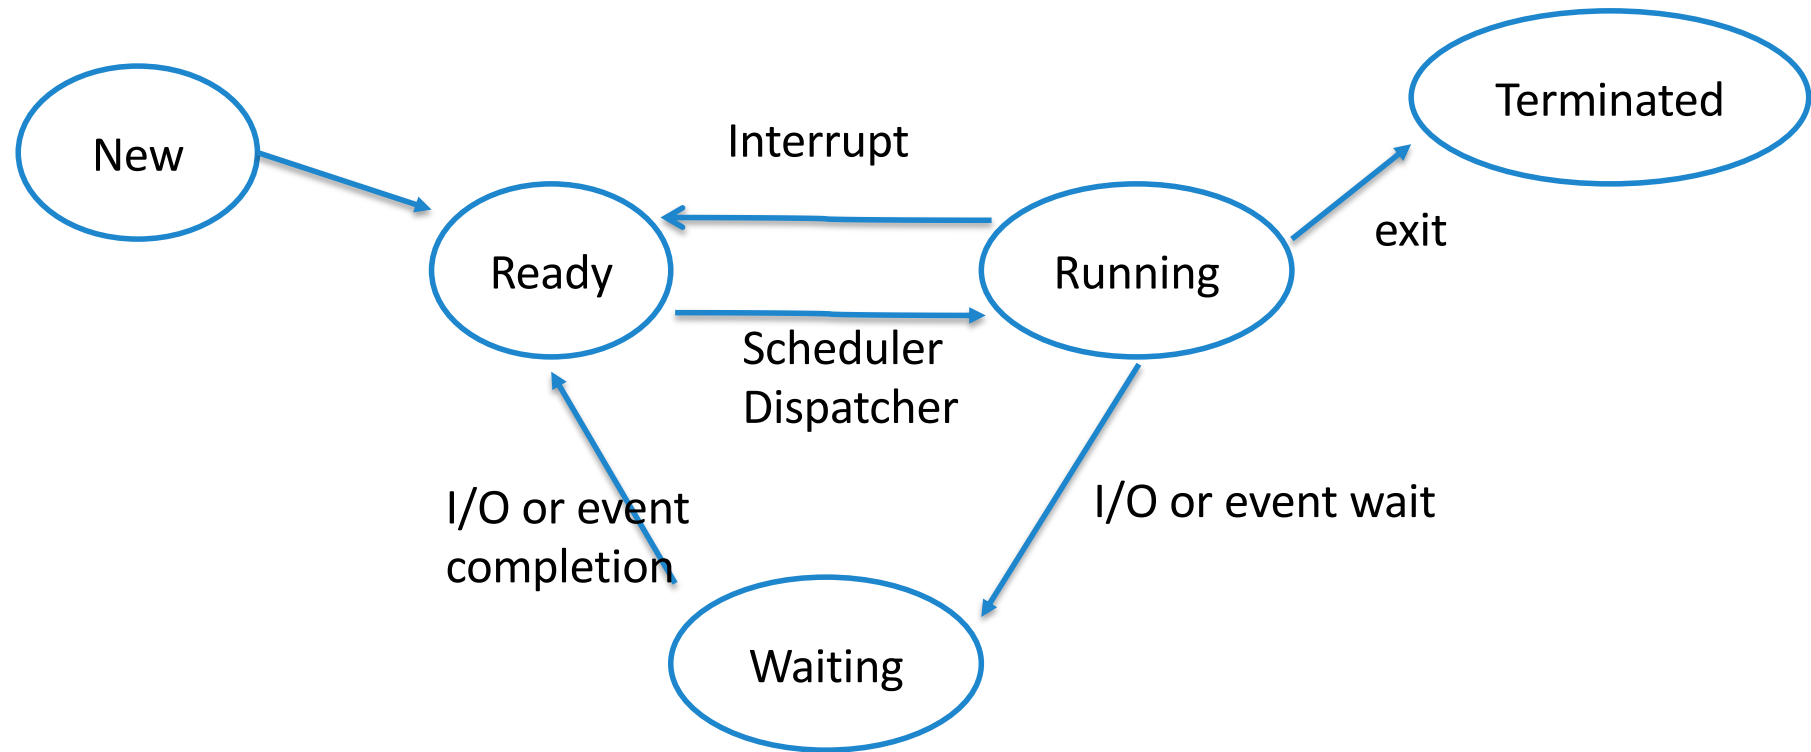 Terminated
New
Interrupt
exit
Ready
Running
Scheduler
Dispatcher
I/O or event
completion
I/O or event wait
Waiting